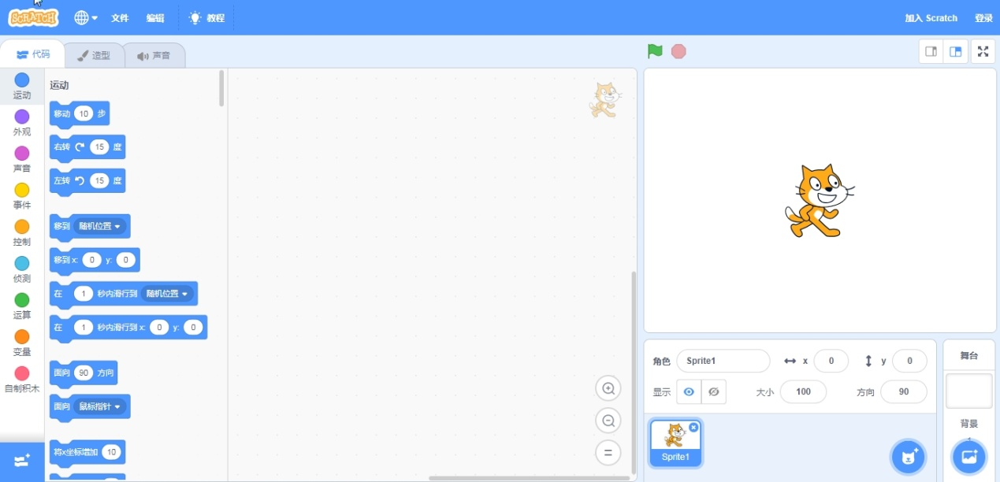 SCRATCH 文件 编辑 教程 加入 Scratch 登录
代码 造型 声音
运动
外观
声音
事件
控制
侦测
运算
变量
自制积木
运动
移动 10 步
右转 15 度
左转 15 度
移到 随机位置
移到 x: 0 y: 0
在 1 秒内滑行到 随机位置
在 1 秒内滑行到 x: 0 y: 0
面向 90 方向
面向 鼠标指针
将x坐标增加 10
角色 Sprite1 x 0 y 0
显示 大小 100 方向 90
Sprite1
舞台
背景